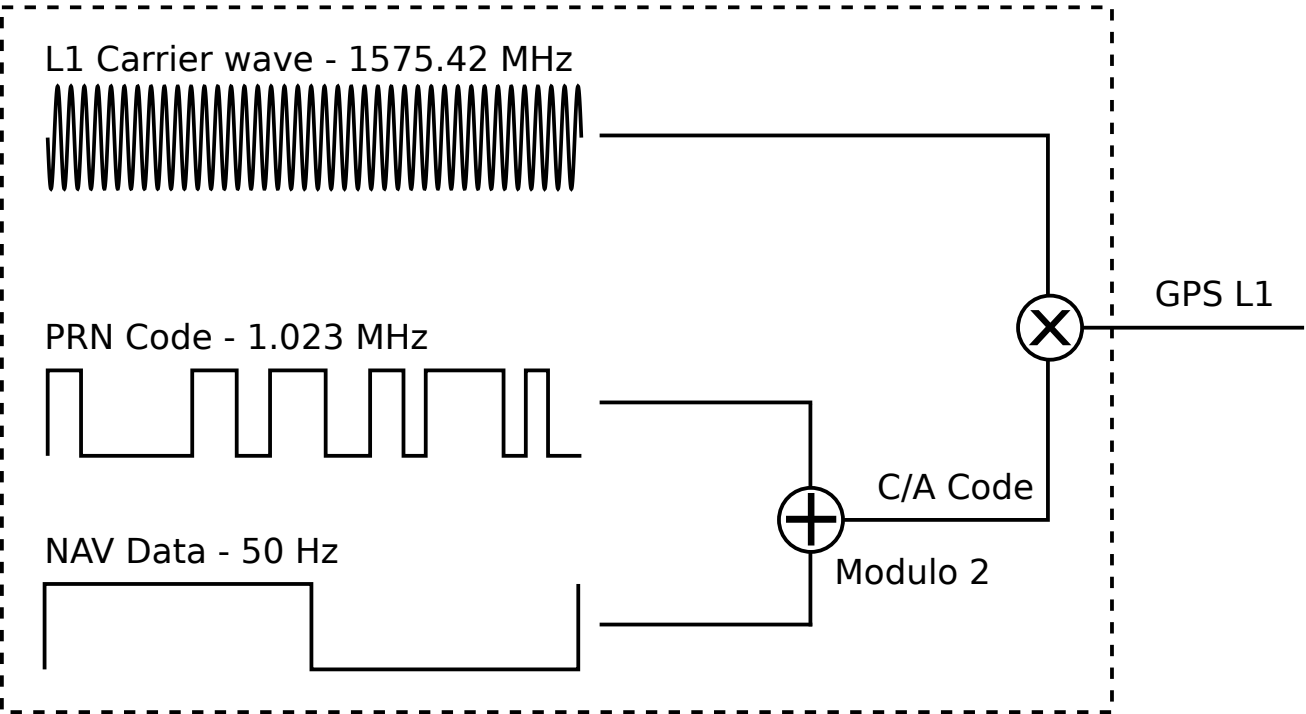 L1 Carrier wave - 1575.42 MHz
GPS L1
PRN Code - 1.023 MHz
C/A Code
NAV Data - 50 Hz
Modulo 2